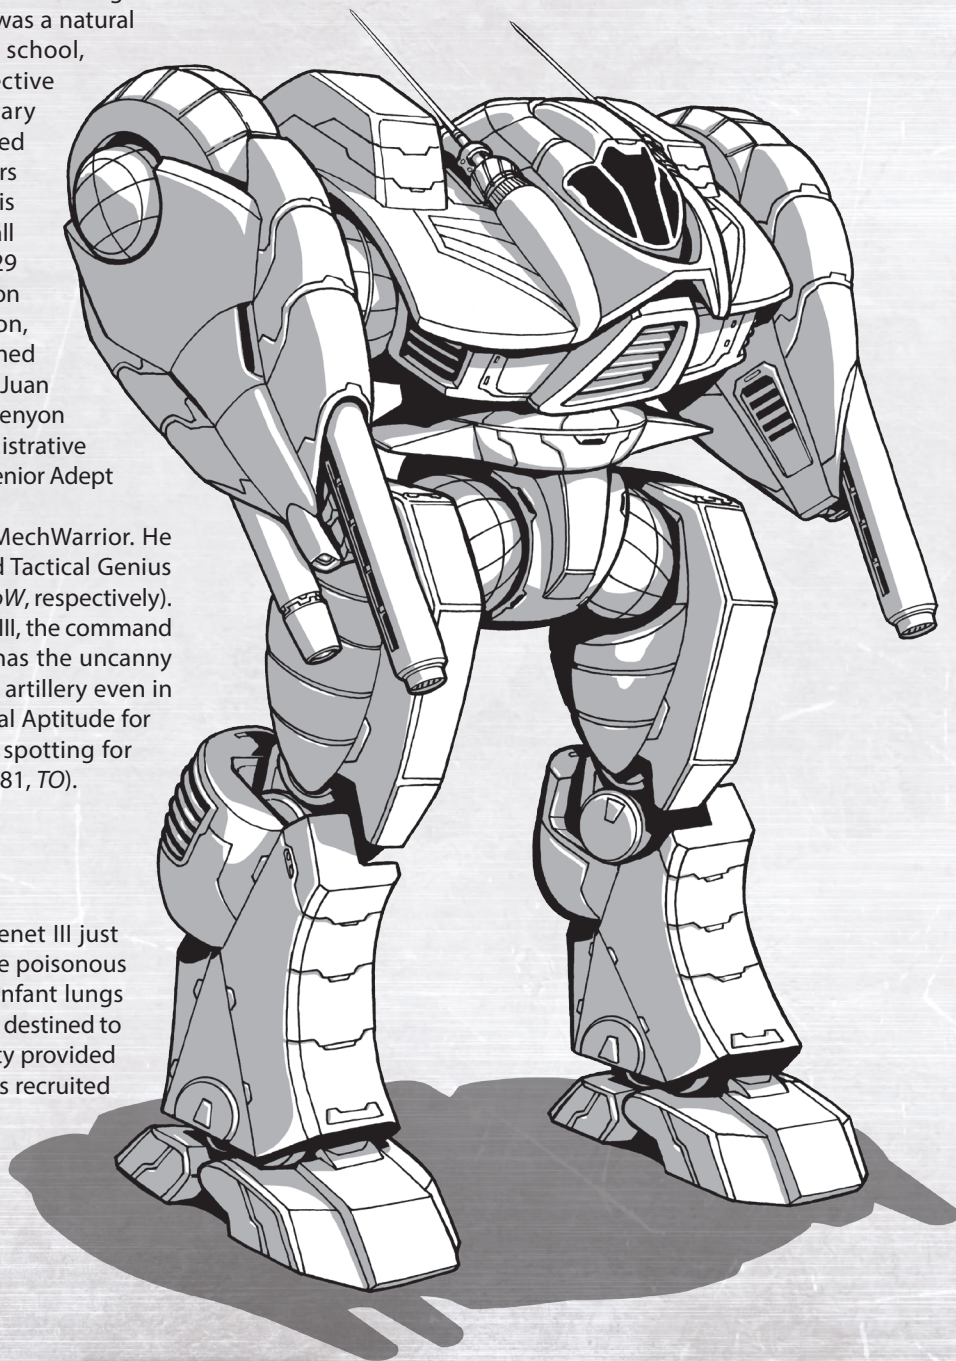 was a natural
school,
ective
ary
ed
rs
is
all
29
on
on,
ned
Juan
enyon
istrative
enior Adept
MechWarrior. He
d Tactical Genius
oW, respectively).
III, the command
has the uncanny
artillery even in
al Aptitude for
spotting for
81, TO).
enet III just
e poisonous
infant lungs
destined to
ty provided
s recruited